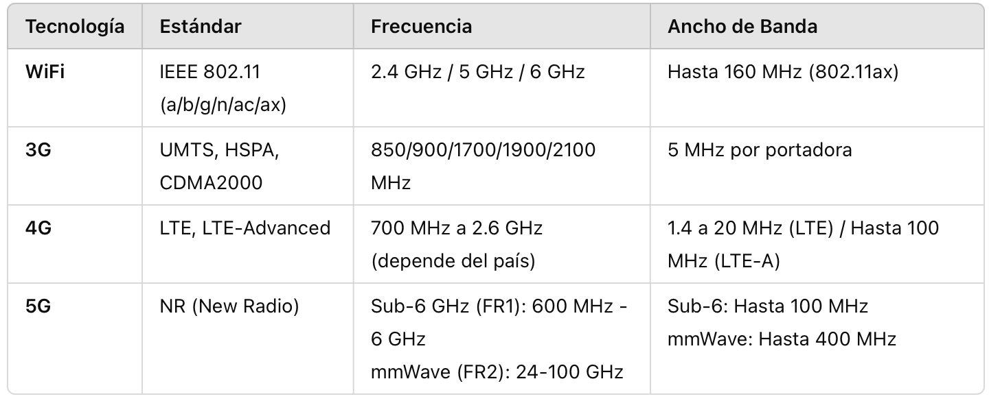 Tecnología Estándar Frecuencia Ancho de Banda
WiFi IEEE 802.11 2.4 GHz / 5 GHz / 6 GHz Hasta 160 MHz (802.11ax)
(a/b/g/n/ac/ax)
3G UMTS, HSPA, 850/900/1700/1900/2100 5 MHz por portadora
CDMA2000 MHz
4G LTE, LTE-Advanced 700 MHz a 2.6 GHz 1.4 a 20 MHz (LTE) / Hasta 100
(depende del país) MHz (LTE-A)
5G NR (New Radio) Sub-6 GHz (FR1): 600 MHz - Sub-6: Hasta 100 MHz
6 GHz mmWave: Hasta 400 MHz
mmWave (FR2): 24-100 GHz